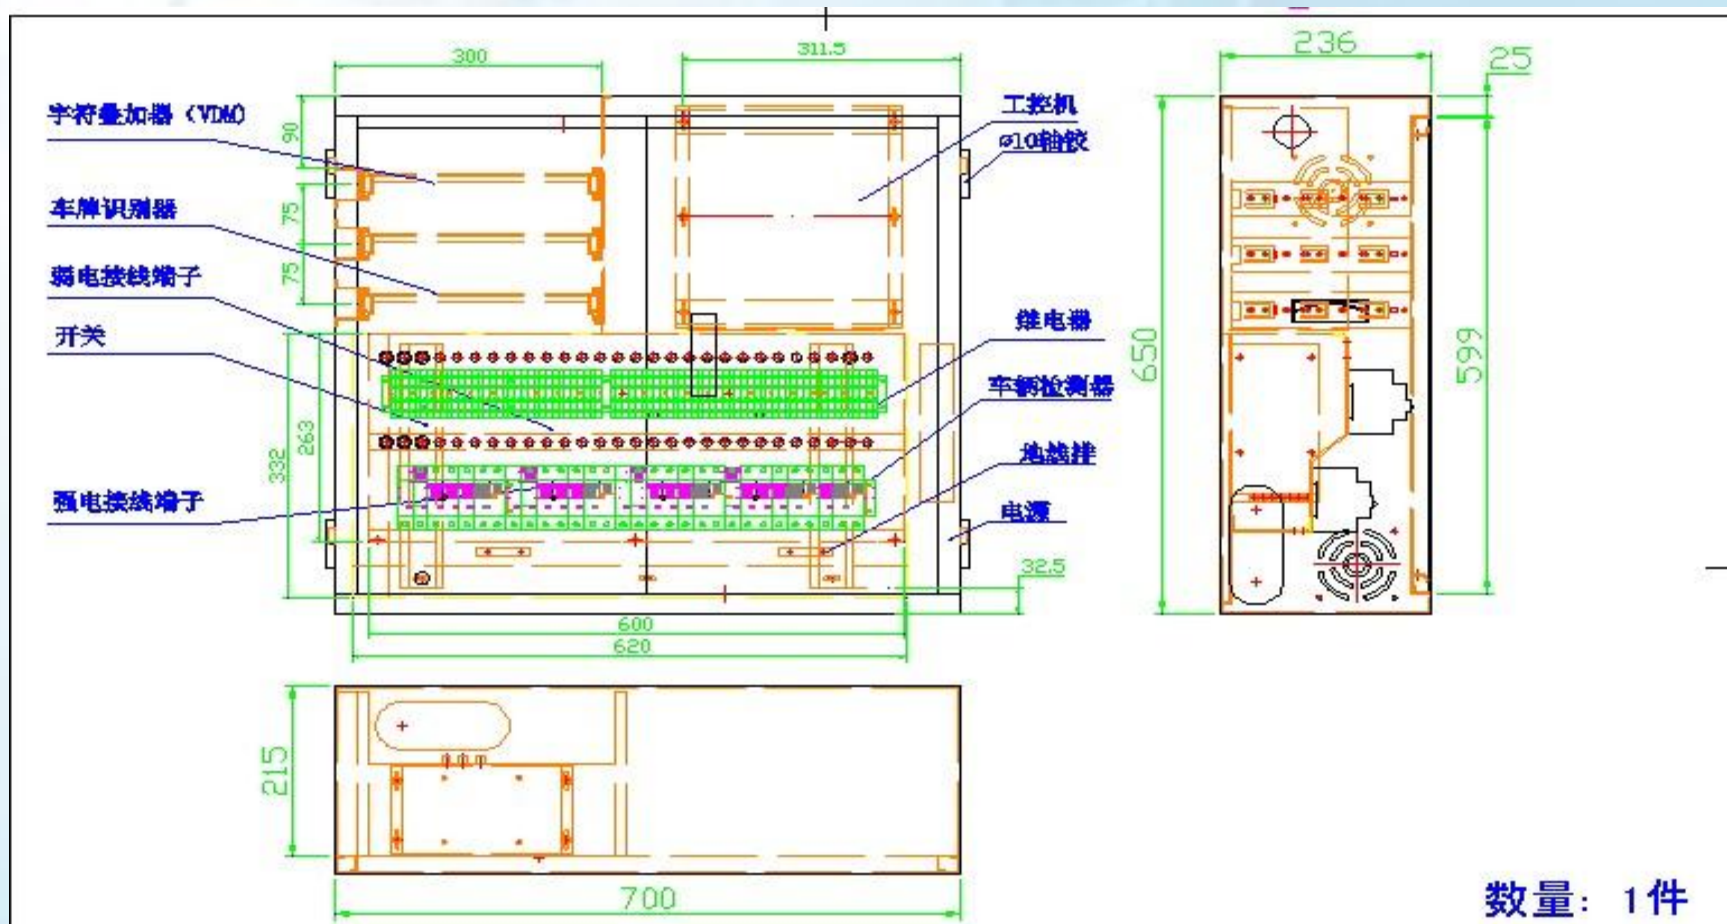 300
311.5
236
25
字符叠加器（VDM）
工控机
90
ø10轴铰
车牌识别器
75
弱电接线端子
75
开关
继电器
650
599
车辆检测器
263
332
地线排
强电接线端子
电源
32.5
600
620
215
700
数量：1件